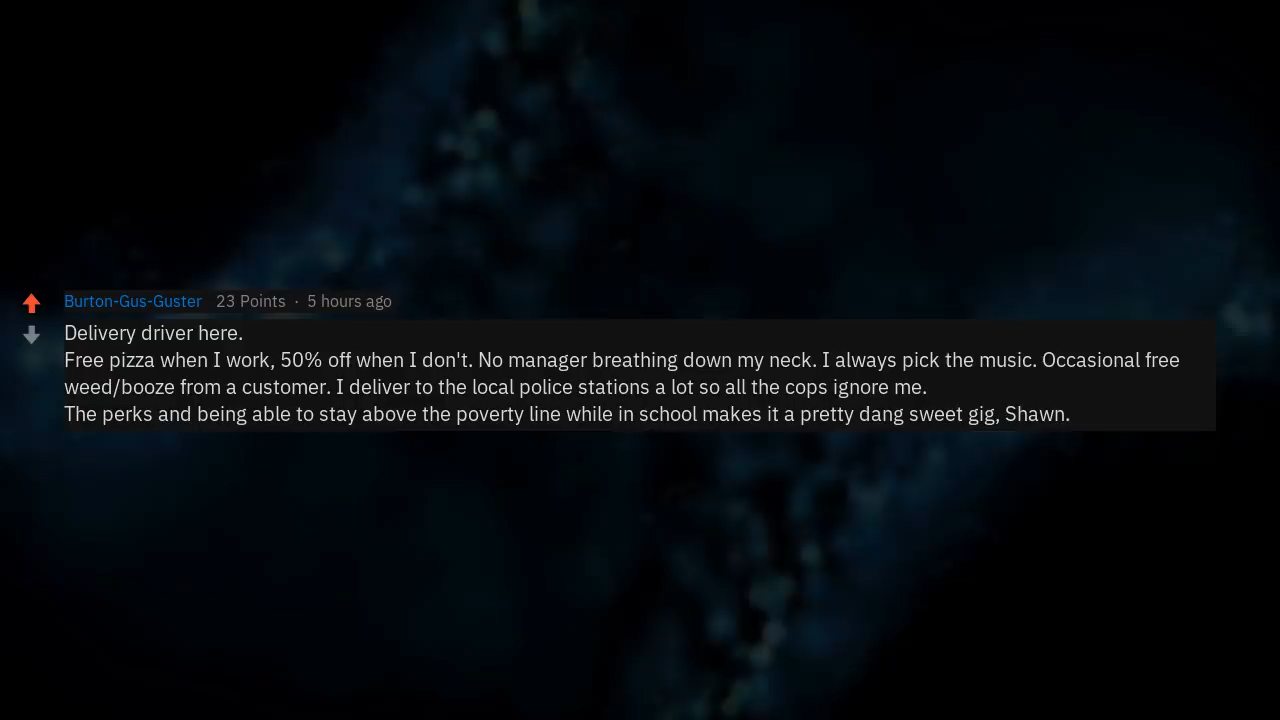 Burton-Gus-Guster 23 Points · 5 hours ago
Delivery driver here.
Free pizza when I work, 50% off when I don't. No manager breathing down my neck. I always pick the music. Occasional free
weed/booze from a customer. I deliver to the local police stations a lot so all the cops ignore me.
The perks and being able to stay above the poverty line while in school makes it a pretty dang sweet gig, Shawn.